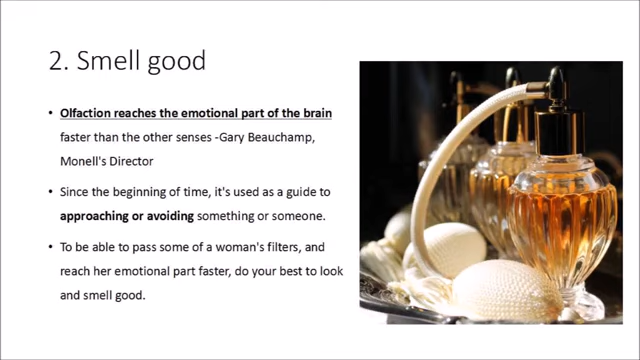 2. Smell good
• Olfaction reaches the emotional part of the brain
faster than the other senses -Gary Beauchamp,
Monell's Director
• Since the beginning of time, it's used as a guide to
approaching or avoiding something or someone.
• To be able to pass some of a woman's filters, and
reach her emotional part faster, do your best to look
and smell good.